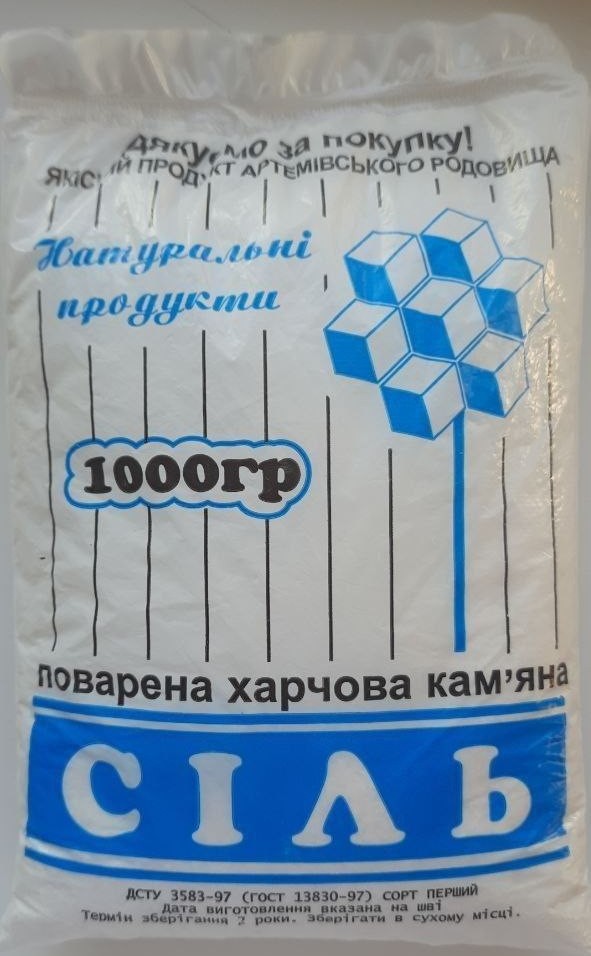 Дякуємо за покупку!
ЯКІСНИЙ ПРОДУКТ АРТЕМІВСЬКОГО РОДОВИЩА
Натуральні
продукти
1000гр
поварена харчова кам'яна
СІЛЬ
ДСТУ 3583-97 (ГОСТ 13830-97) СОРТ ПЕРШИЙ
Дата виготовлення вказана на шві
Термін зберігання 2 роки. Зберігати в сухому місці.